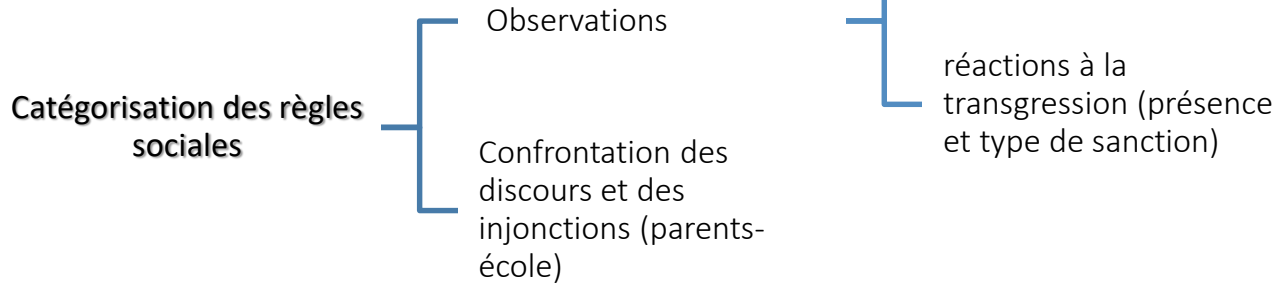 Observations
Catégorisation des règles
sociales
réactions à la
transgression (présence
et type de sanction)
Confrontation des
discours et des
injonctions (parents-
école)